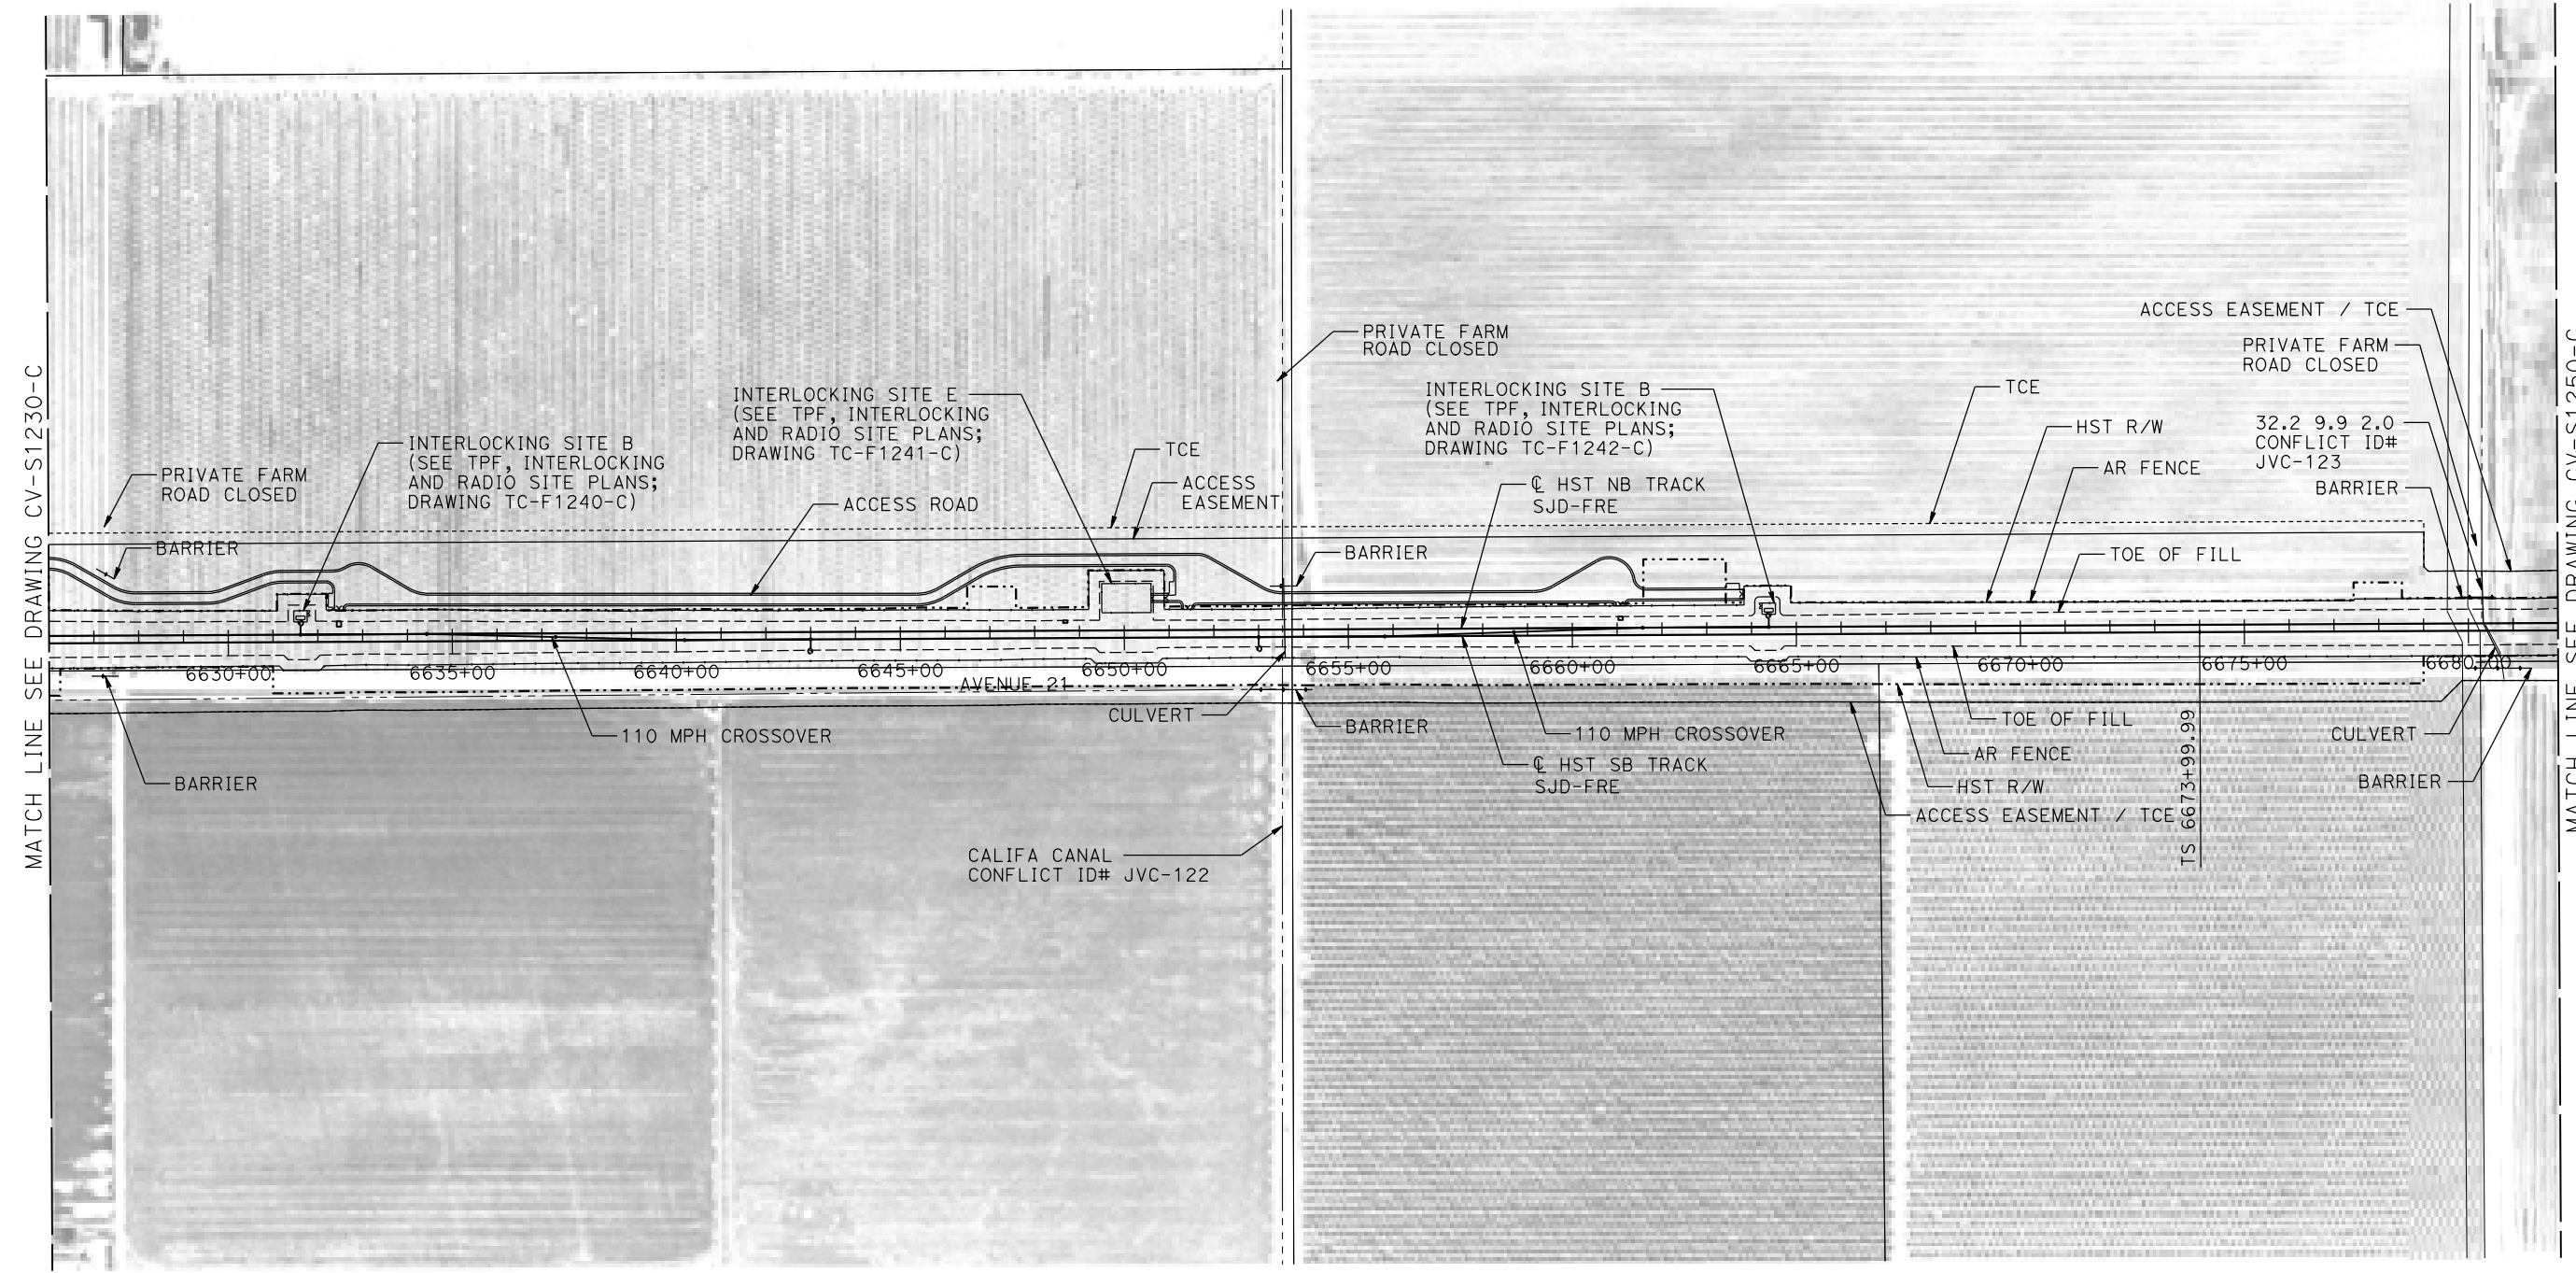 MATCH LINE SEE DRAWING CV-S1230-C
PRIVATE FARM
ROAD CLOSED
BARRIER
INTERLOCKING SITE B
(SEE TPF, INTERLOCKING
AND RADIO SITE PLANS;
DRAWING TC-F1240-C)
INTERLOCKING SITE E
(SEE TPF, INTERLOCKING
AND RADIO SITE PLANS;
DRAWING TC-F1241-C)
ACCESS ROAD
TCE
ACCESS
EASEMENT
PRIVATE FARM
ROAD CLOSED
BARRIER
INTERLOCKING SITE B
(SEE TPF, INTERLOCKING
AND RADIO SITE PLANS;
DRAWING TC-F1242-C)
℄ HST NB TRACK
SJD-FRE
TCE
HST R/W
AR FENCE
TOE OF FILL
ACCESS EASEMENT / TCE
PRIVATE FARM
ROAD CLOSED
32.2 9.9 2.0
CONFLICT ID#
JVC-123
BARRIER
6630+00
6635+00
6640+00
6645+00
6650+00
6655+00
6660+00
6665+00
6670+00
6675+00
6680+00
AVENUE 21
BARRIER
110 MPH CROSSOVER
CULVERT
BARRIER
110 MPH CROSSOVER
℄ HST SB TRACK
SJD-FRE
TOE OF FILL
AR FENCE
HST R/W
ACCESS EASEMENT / TCE
TS 6673+99.99
CULVERT
BARRIER
CALIFA CANAL
CONFLICT ID# JVC-122
MATCH LINE SEE DRAWING CV-S1250-C